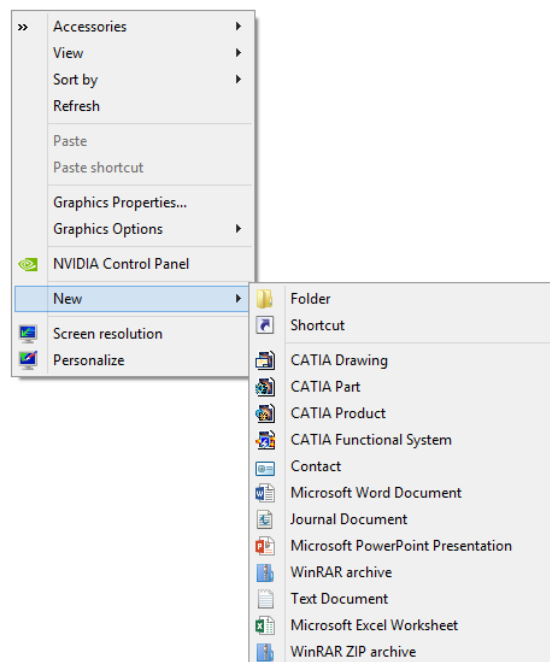 Accessories
View
Sort by
Refresh
Paste
Paste shortcut
Graphics Properties...
Graphics Options
NVIDIA Control Panel
New
Screen resolution
Personalize
Folder
Shortcut
CATIA Drawing
CATIA Part
CATIA Product
CATIA Functional System
Contact
Microsoft Word Document
Journal Document
Microsoft PowerPoint Presentation
WinRAR archive
Text Document
Microsoft Excel Worksheet
WinRAR ZIP archive